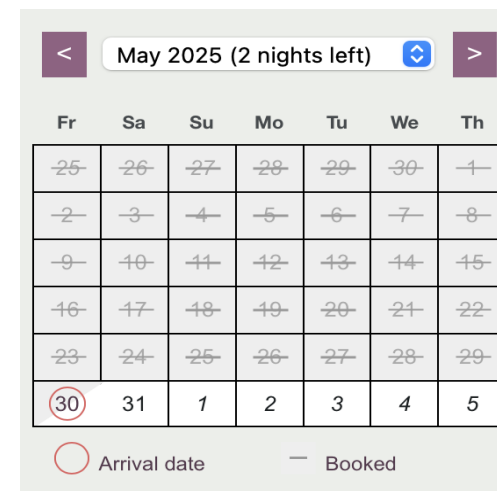 < May 2025 (2 nights left) >
Fr Sa Su Mo Tu We Th
25 26 27 28 29 30 1
2 3 4 5 6 7 8
9 10 11 12 13 14 15
16 17 18 19 20 21 22
23 24 25 26 27 28 29
30 31 1 2 3 4 5
Arrival date — Booked